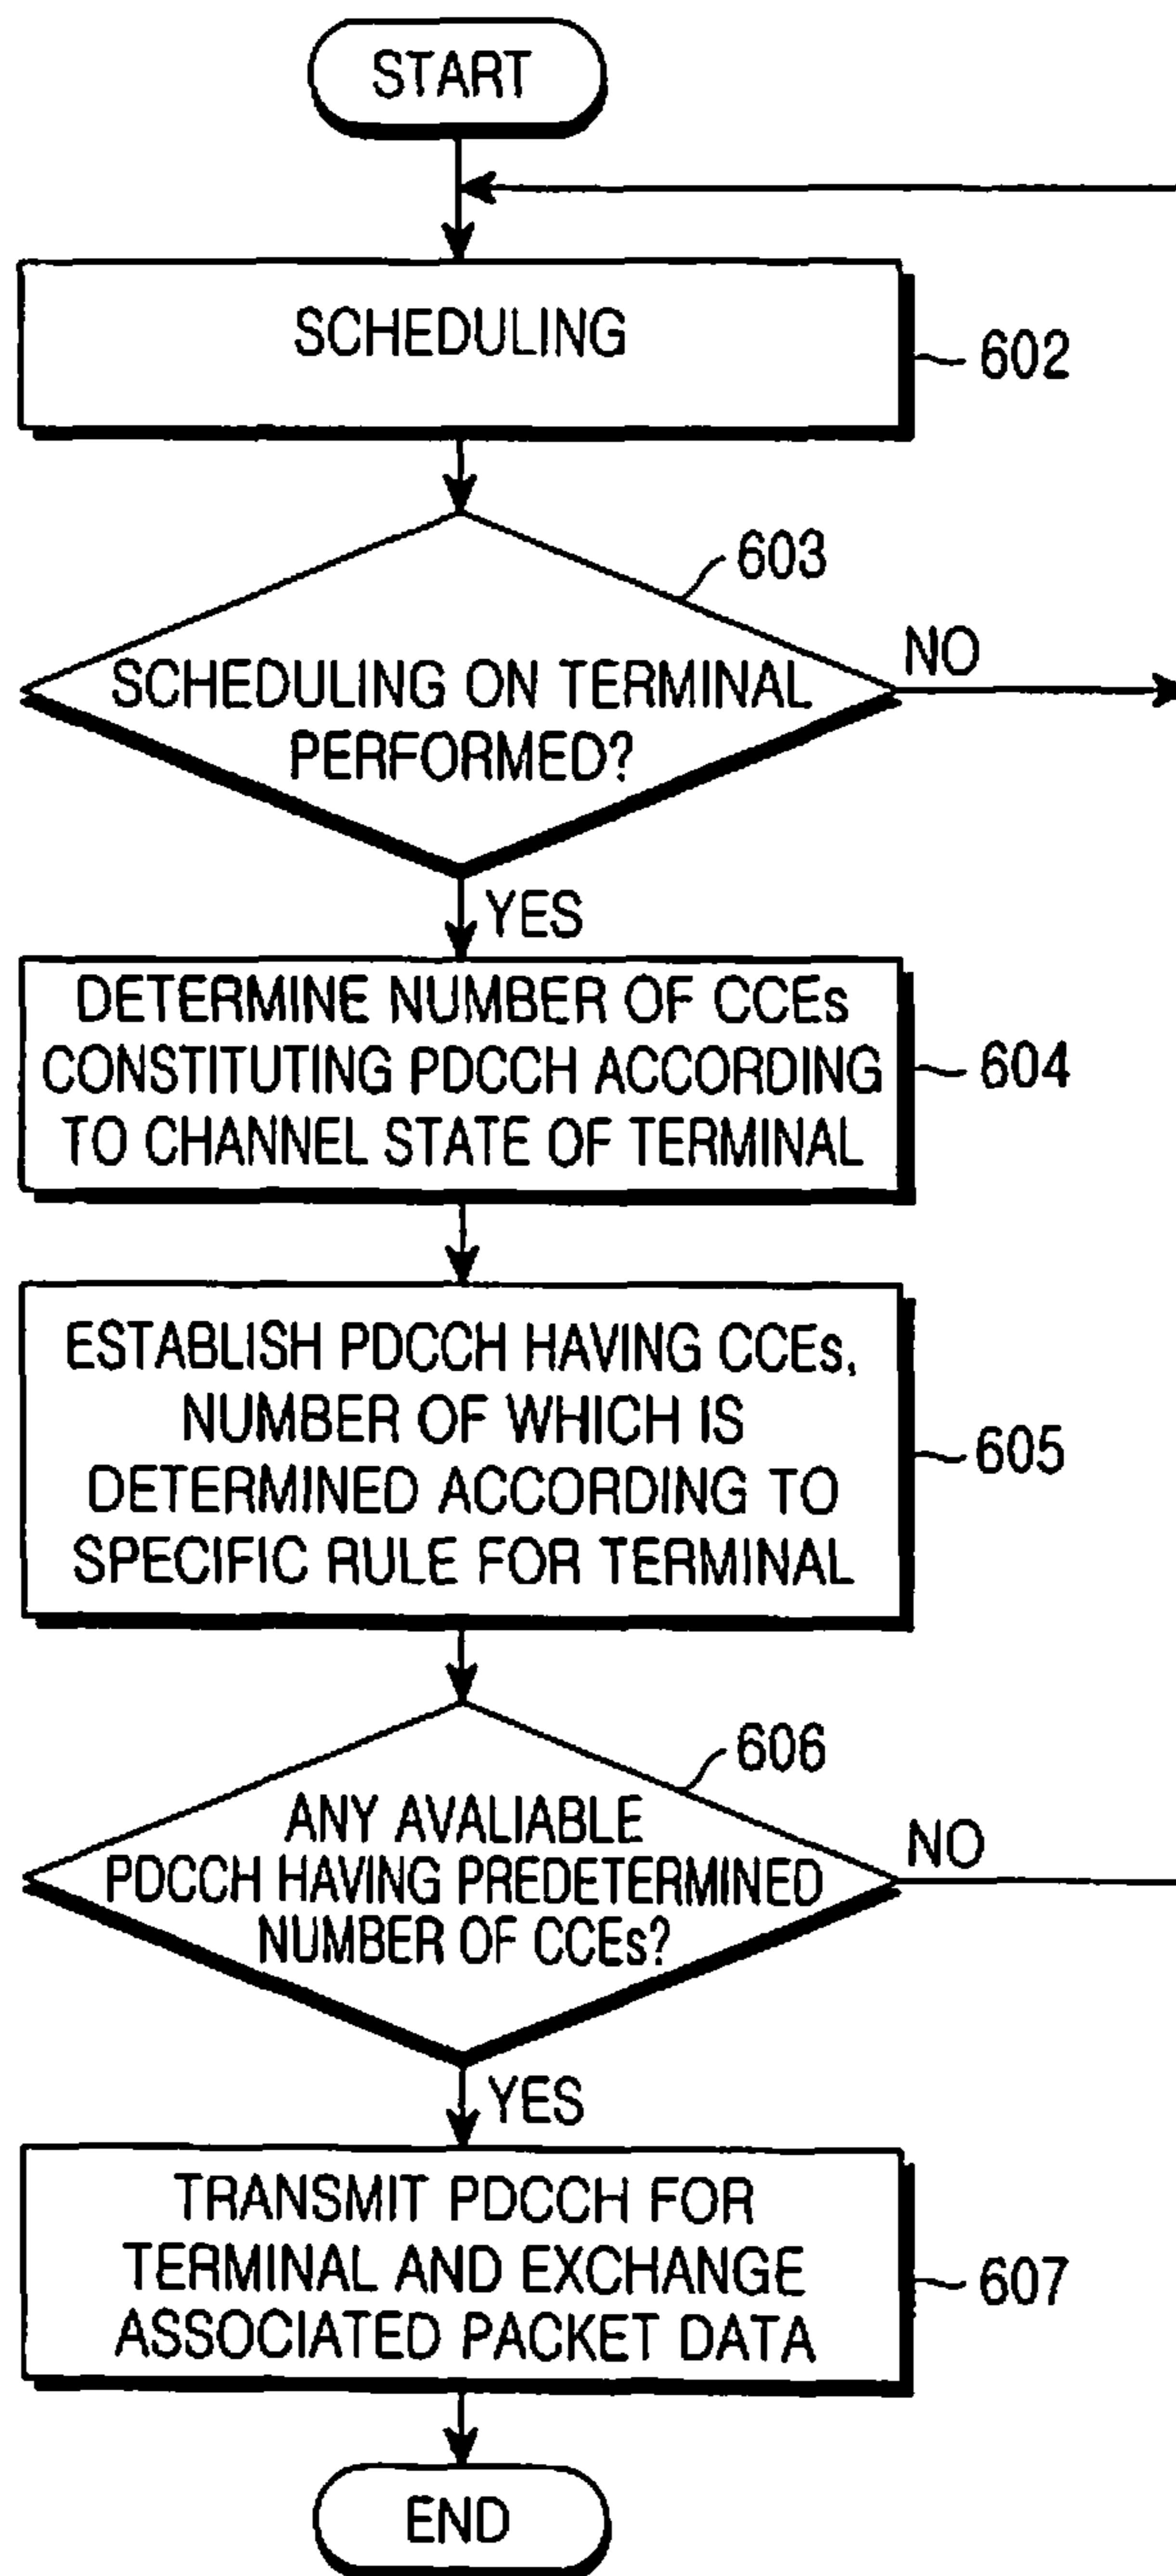 START
SCHEDULING
602
603
SCHEDULING ON TERMINAL
PERFORMED?
NO
YES
DETERMINE NUMBER OF CCEs
CONSTITUTING PDCCH ACCORDING
TO CHANNEL STATE OF TERMINAL
604
ESTABLISH PDCCH HAVING CCEs,
NUMBER OF WHICH IS
DETERMINED ACCORDING TO
SPECIFIC RULE FOR TERMINAL
605
606
ANY AVALIABLE
PDCCH HAVING PREDETERMINED
NUMBER OF CCEs?
NO
YES
TRANSMIT PDCCH FOR
TERMINAL AND EXCHANGE
ASSOCIATED PACKET DATA
607
END